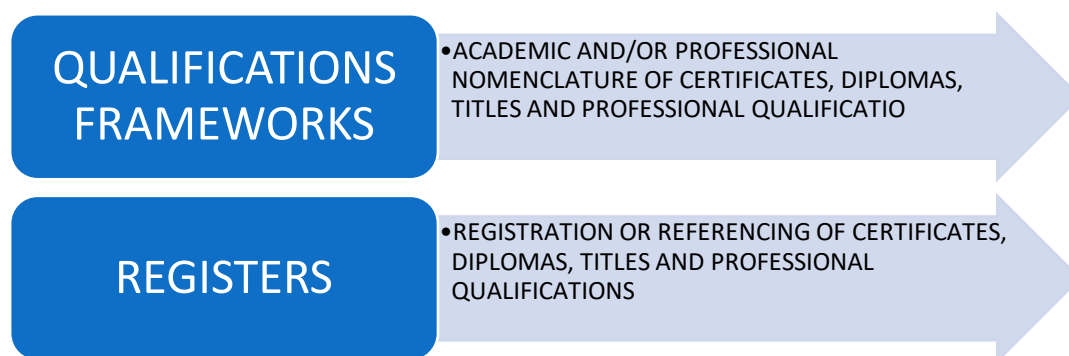 QUALIFICATIONS
FRAMEWORKS
•ACADEMIC AND/OR PROFESSIONAL
NOMENCLATURE OF CERTIFICATES, DIPLOMAS,
TITLES AND PROFESSIONAL QUALIFICATIO
REGISTERS
•REGISTRATION OR REFERENCING OF CERTIFICATES,
DIPLOMAS, TITLES AND PROFESSIONAL
QUALIFICATIONS